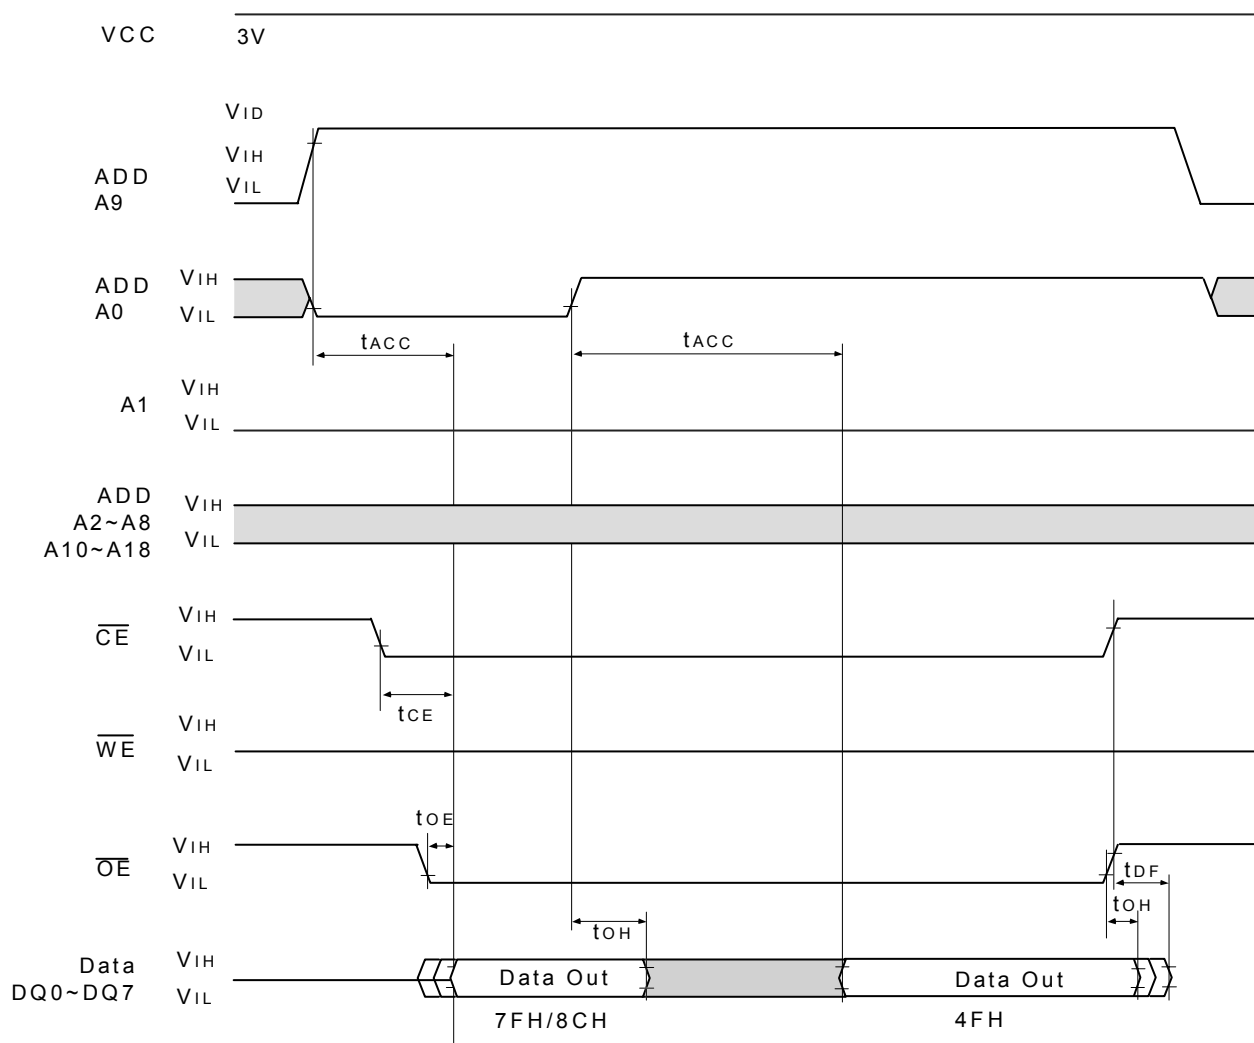 VCC 3V
VID
VIH
ADD VIL
A9
ADD VIH
A0 VIL
tACC tACC
VIH
A1
VIL
ADD VIH
A2~A8
A10~A18 VIL
VIH
CE
VIL
tCE
VIH
WE
VIL
tOE
VIH
OE
VIL
tDF
tOH tOH
Data VIH
Data Out Data Out
DQ0~DQ7 VIL
7FH/8CH 4FH